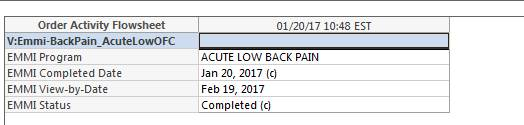 Order Activity Flowsheet 01/20/17 10:48 EST
V:Emmi-BackPain_AcuteLowOFC
EMMI Program ACUTE LOW BACK PAIN
EMMI Completed Date Jan 20, 2017 (c)
EMMI View-by-Date Feb 19, 2017
EMMI Status Completed (c)